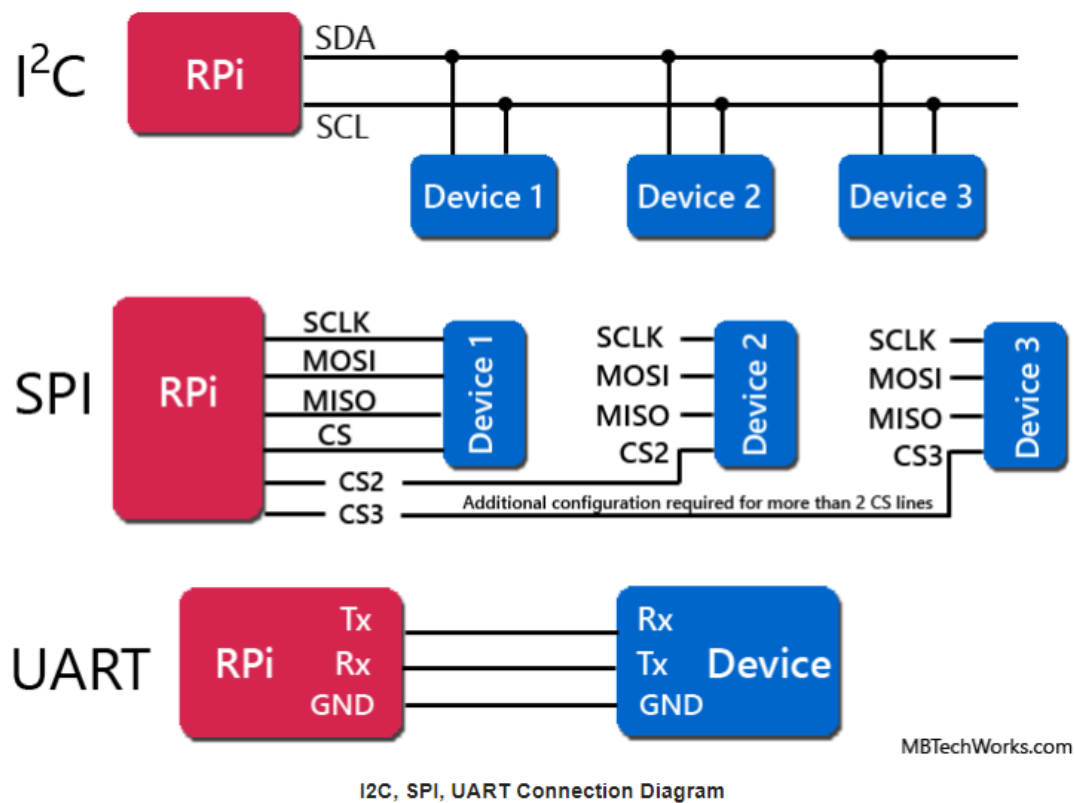 I²C
RPi
SDA
SCL
Device 1
Device 2
Device 3
SPI
RPi
SCLK
MOSI
MISO
CS
CS2
CS3
Device 1
SCLK
MOSI
MISO
CS2
Device 2
SCLK
MOSI
MISO
CS3
Device 3
Additional configuration required for more than 2 CS lines
UART
RPi
Tx
Rx
GND
Rx
Tx
GND
Device
MBTechWorks.com
I2C, SPI, UART Connection Diagram